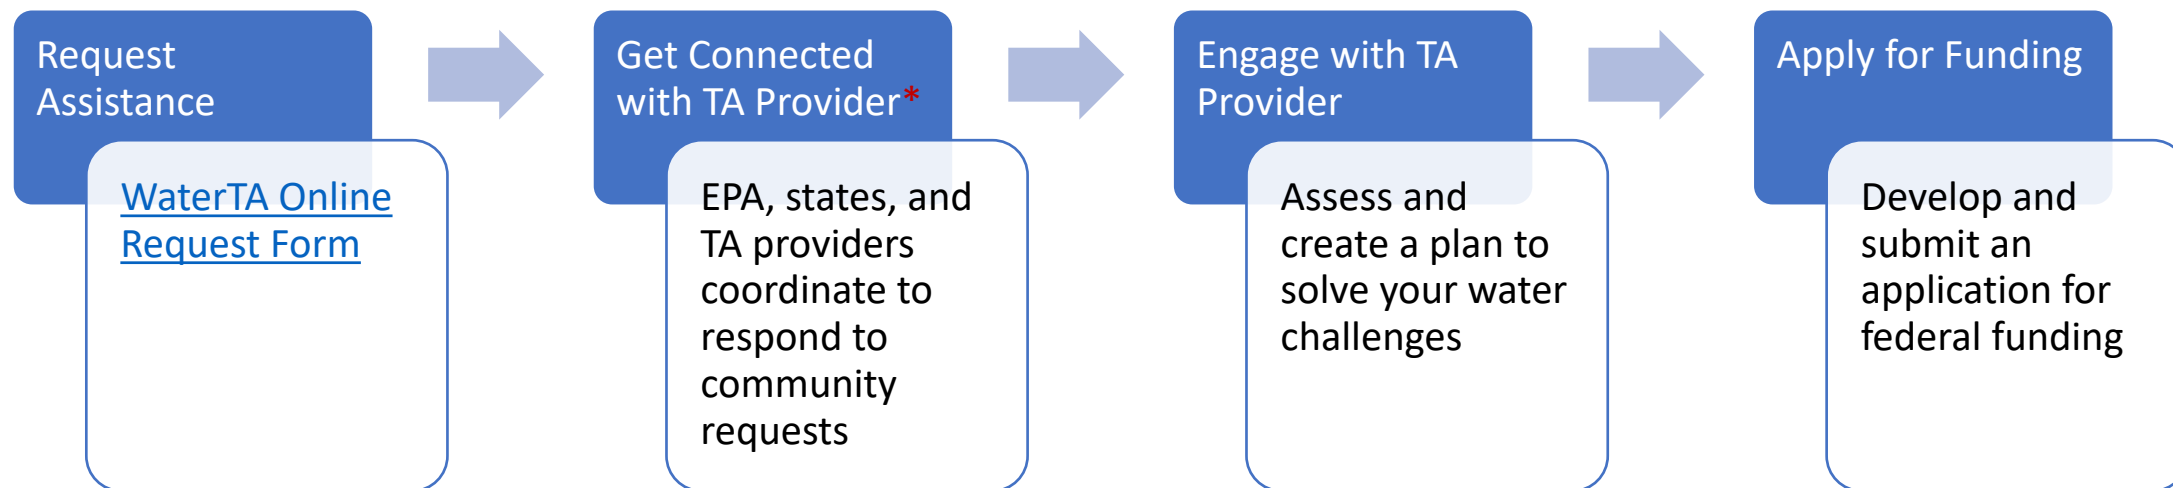 Request
Assistance
WaterTA Online
Request Form
Get Connected
with TA Provider*
EPA, states, and
TA providers
coordinate to
respond to
community
requests
Engage with TA
Provider
Assess and
create a plan to
solve your water
challenges
Apply for Funding
Develop and
submit an
application for
federal funding